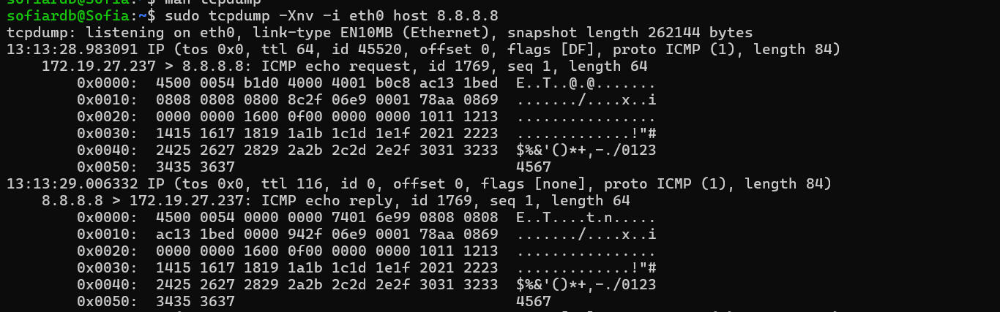 sofiardb@Sofia:~$ man tcpdump
sofiardb@Sofia:~$ sudo tcpdump -Xnv -i eth0 host 8.8.8.8
tcpdump: listening on eth0, link-type EN10MB (Ethernet), snapshot length 262144 bytes
13:13:28.983091 IP (tos 0x0, ttl 64, id 45520, offset 0, flags [DF], proto ICMP (1), length 84)
    172.19.27.237 > 8.8.8.8: ICMP echo request, id 1769, seq 1, length 64
        0x0000:  4500 0054 b1d0 4000 4001 b0c8 ac13 1bed  E..T..@.@.......
        0x0010:  0808 0808 0800 8c2f 06e9 0001 78aa 0869  ......./....x..i
        0x0020:  0000 0000 1600 0f00 0000 0000 1011 1213  ................
        0x0030:  1415 1617 1819 1a1b 1c1d 1e1f 2021 2223  .............!"#
        0x0040:  2425 2627 2829 2a2b 2c2d 2e2f 3031 3233  $%&'()*+,-./0123
        0x0050:  3435 3637                                4567
13:13:29.006332 IP (tos 0x0, ttl 116, id 0, offset 0, flags [none], proto ICMP (1), length 84)
    8.8.8.8 > 172.19.27.237: ICMP echo reply, id 1769, seq 1, length 64
        0x0000:  4500 0054 0000 0000 7401 6e99 0808 0808  E..T....t.n.....
        0x0010:  ac13 1bed 0000 942f 06e9 0001 78aa 0869  ......./....x..i
        0x0020:  0000 0000 1600 0f00 0000 0000 1011 1213  ................
        0x0030:  1415 1617 1819 1a1b 1c1d 1e1f 2021 2223  .............!"#
        0x0040:  2425 2627 2829 2a2b 2c2d 2e2f 3031 3233  $%&'()*+,-./0123
        0x0050:  3435 3637                                4567